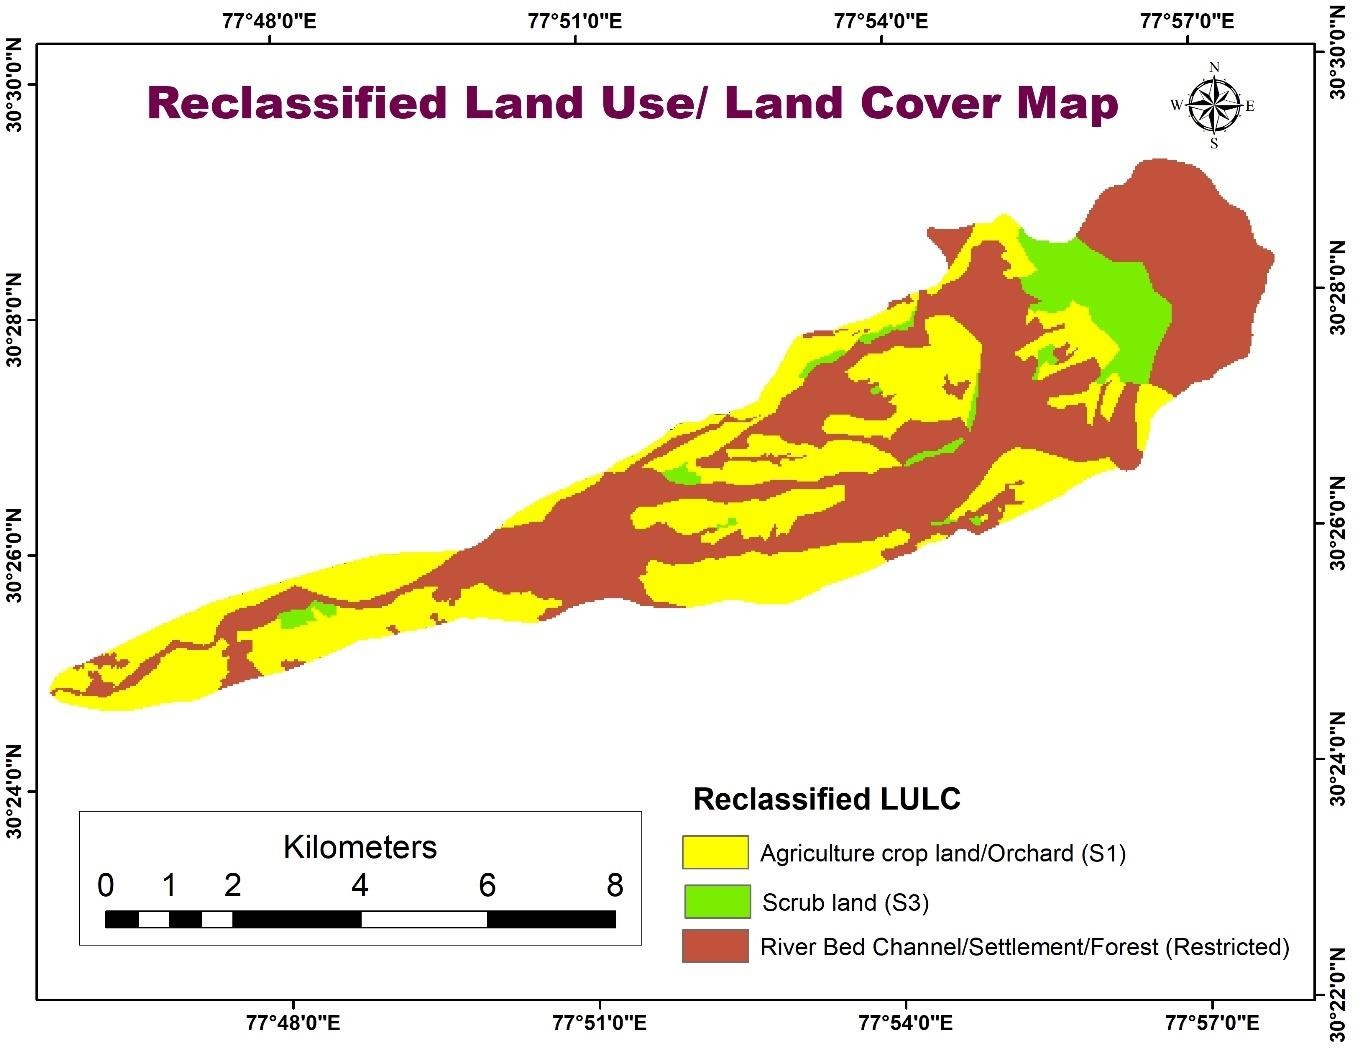 77°48'0"E 77°51'0"E 77°54'0"E 77°57'0"E
30°30'0"N
30°30'0"N
Reclassified Land Use/ Land Cover Map
N
W E
S
30°28'0"N
30°28'0"N
30°26'0"N
30°26'0"N
30°24'0"N
30°24'0"N
30°22'0"N
Kilometers
0 1 2 4 6 8
Reclassified LULC
Agriculture crop land/Orchard (S1)
Scrub land (S3)
River Bed Channel/Settlement/Forest (Restricted)
77°48'0"E 77°51'0"E 77°54'0"E 77°57'0"E